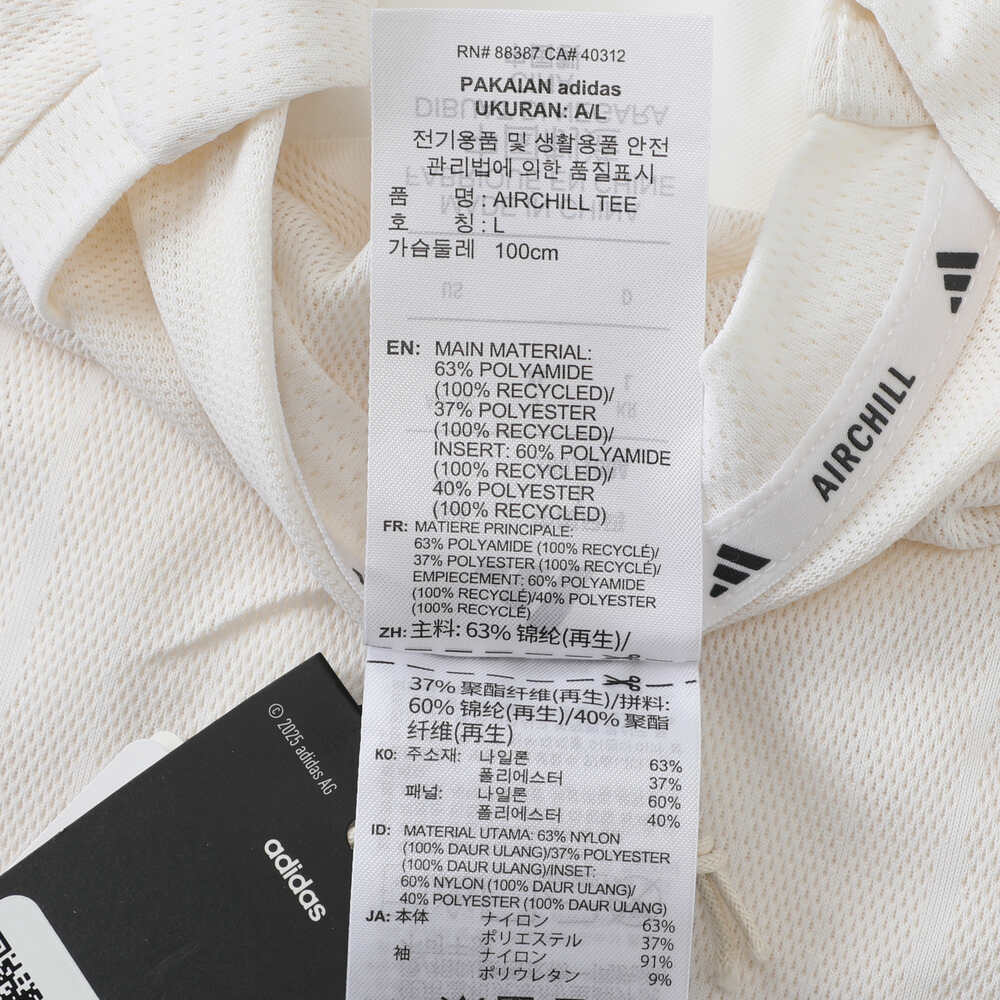 RN# 88387 CA# 40312
PAKAIAN adidas
UKURAN: A/L
전기용품 및 생활용품 안전
관리법에 의한 품질표시
품 명 : AIRCHILL TEE
호 칭 : L
가슴둘레 100cm
EN: MAIN MATERIAL:
63% POLYAMIDE
(100% RECYCLED)/
37% POLYESTER
(100% RECYCLED)/
INSERT: 60% POLYAMIDE
(100% RECYCLED)/
40% POLYESTER
(100% RECYCLED)
FR: MATIERE PRINCIPALE:
63% POLYAMIDE (100% RECYCLÉ)/
37% POLYESTER (100% RECYCLÉ)/
EMPIECEMENT: 60% POLYAMIDE
(100% RECYCLÉ)/40% POLYESTER
(100% RECYCLÉ)
ZH: 主料: 63% 锦纶(再生)/
37% 聚酯纤维(再生)/拼料:
60% 锦纶(再生)/40% 聚酯
纤维(再生)
KO: 주소재: 나일론 63%
폴리에스터 37%
패널: 나일론 60%
폴리에스터 40%
ID: MATERIAL UTAMA: 63% NYLON
(100% DAUR ULANG)/37% POLYESTER
(100% DAUR ULANG)/INSET:
60% NYLON (100% DAUR ULANG)/
40% POLYESTER (100% DAUR ULANG)
JA: 本体 ナイロン 63%
ポリエステル 37%
袖 ナイロン 91%
ポリウレタン 9%
AIRCHILL
© 2025 adidas AG
adidas